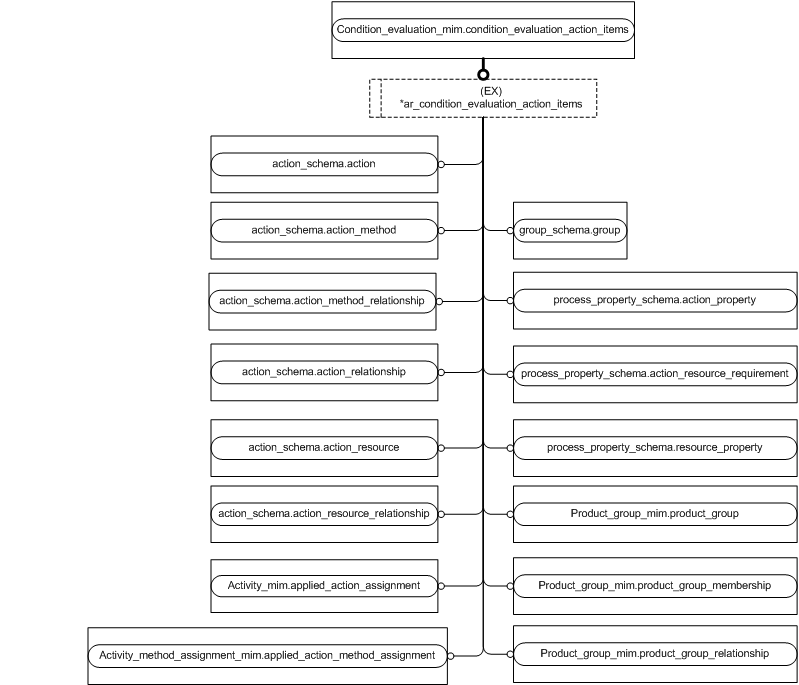 Condition_evaluation_mim.condition_evaluation_action_items
(EX)
*ar_condition_evaluation_action_items
action_schema.action
action_schema.action_method
group_schema.group
action_schema.action_method_relationship
process_property_schema.action_property
action_schema.action_relationship
process_property_schema.action_resource_requirement
action_schema.action_resource
process_property_schema.resource_property
action_schema.action_resource_relationship
Product_group_mim.product_group
Activity_mim.applied_action_assignment
Product_group_mim.product_group_membership
Activity_method_assignment_mim.applied_action_method_assignment
Product_group_mim.product_group_relationship